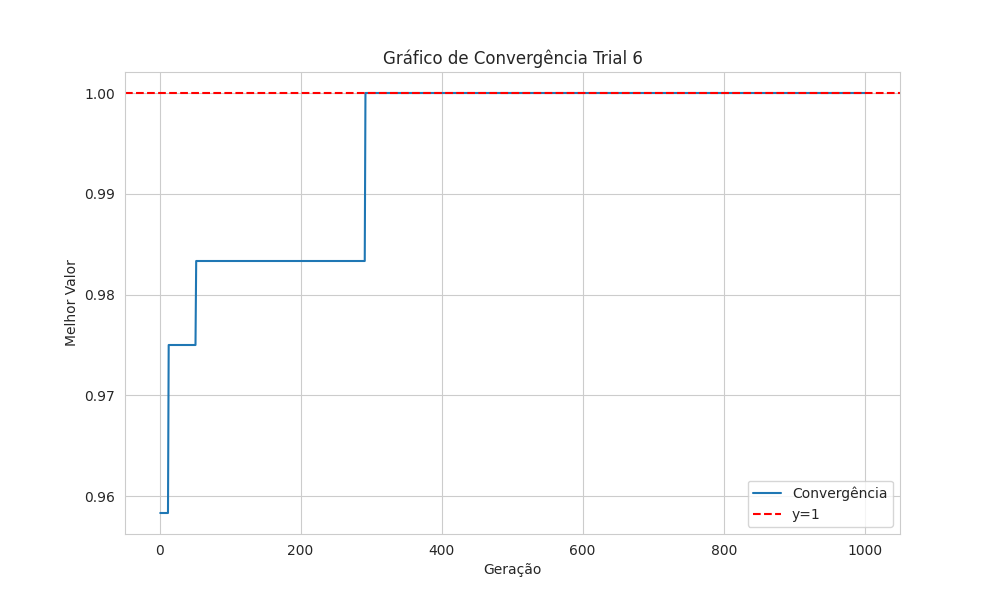 Gráfico de Convergência Trial 6
1.00
0.99
0.98
0.97
0.96
Melhor Valor
0
200
400
600
800
1000
Geração
Convergência
y=1